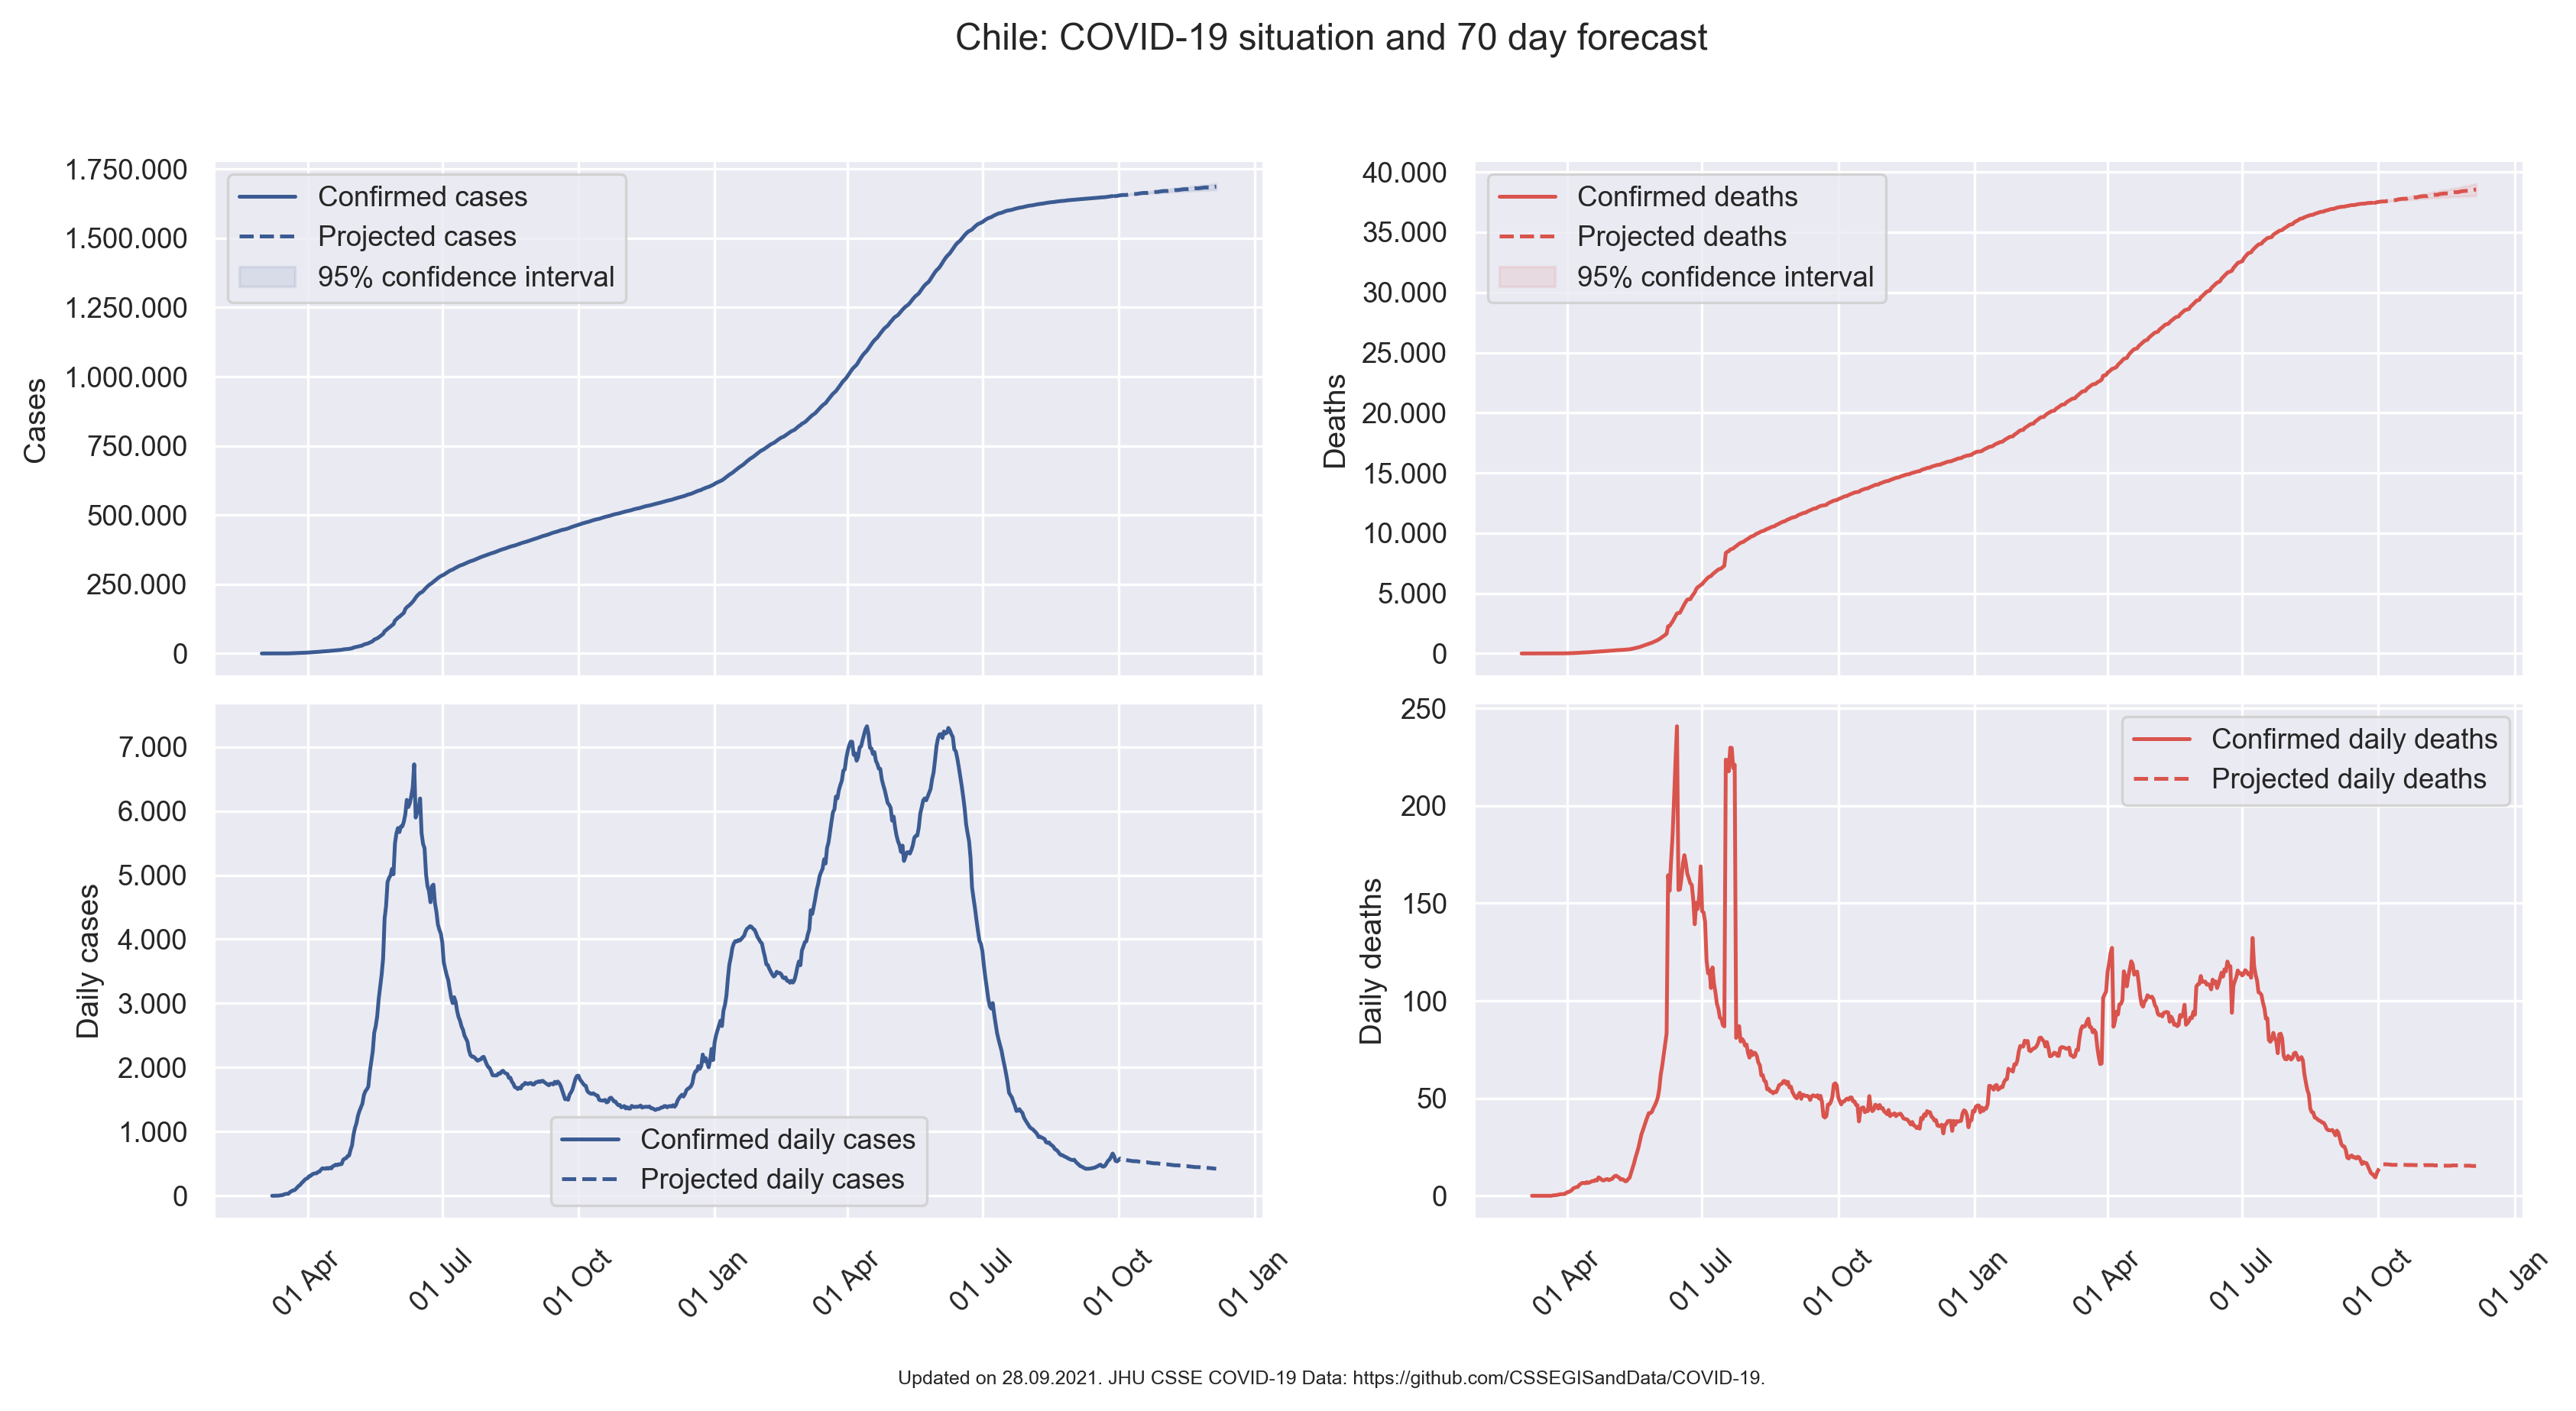 Chile: COVID-19 situation and 70 day forecast
1.750.000
1.500.000
1.250.000
1.000.000
750.000
500.000
250.000
0
Cases
Confirmed cases
Projected cases
95% confidence interval
40.000
35.000
30.000
25.000
20.000
15.000
10.000
5.000
0
Deaths
Confirmed deaths
Projected deaths
95% confidence interval
7.000
6.000
5.000
4.000
3.000
2.000
1.000
0
Daily cases
Confirmed daily cases
Projected daily cases
01 Apr
01 Jul
01 Oct
01 Jan
01 Apr
01 Jul
01 Oct
01 Jan
250
200
150
100
50
0
Daily deaths
Confirmed daily deaths
Projected daily deaths
01 Apr
01 Jul
01 Oct
01 Jan
01 Apr
01 Jul
01 Oct
01 Jan
Updated on 28.09.2021. JHU CSSE COVID-19 Data: https://github.com/CSSEGISandData/COVID-19.